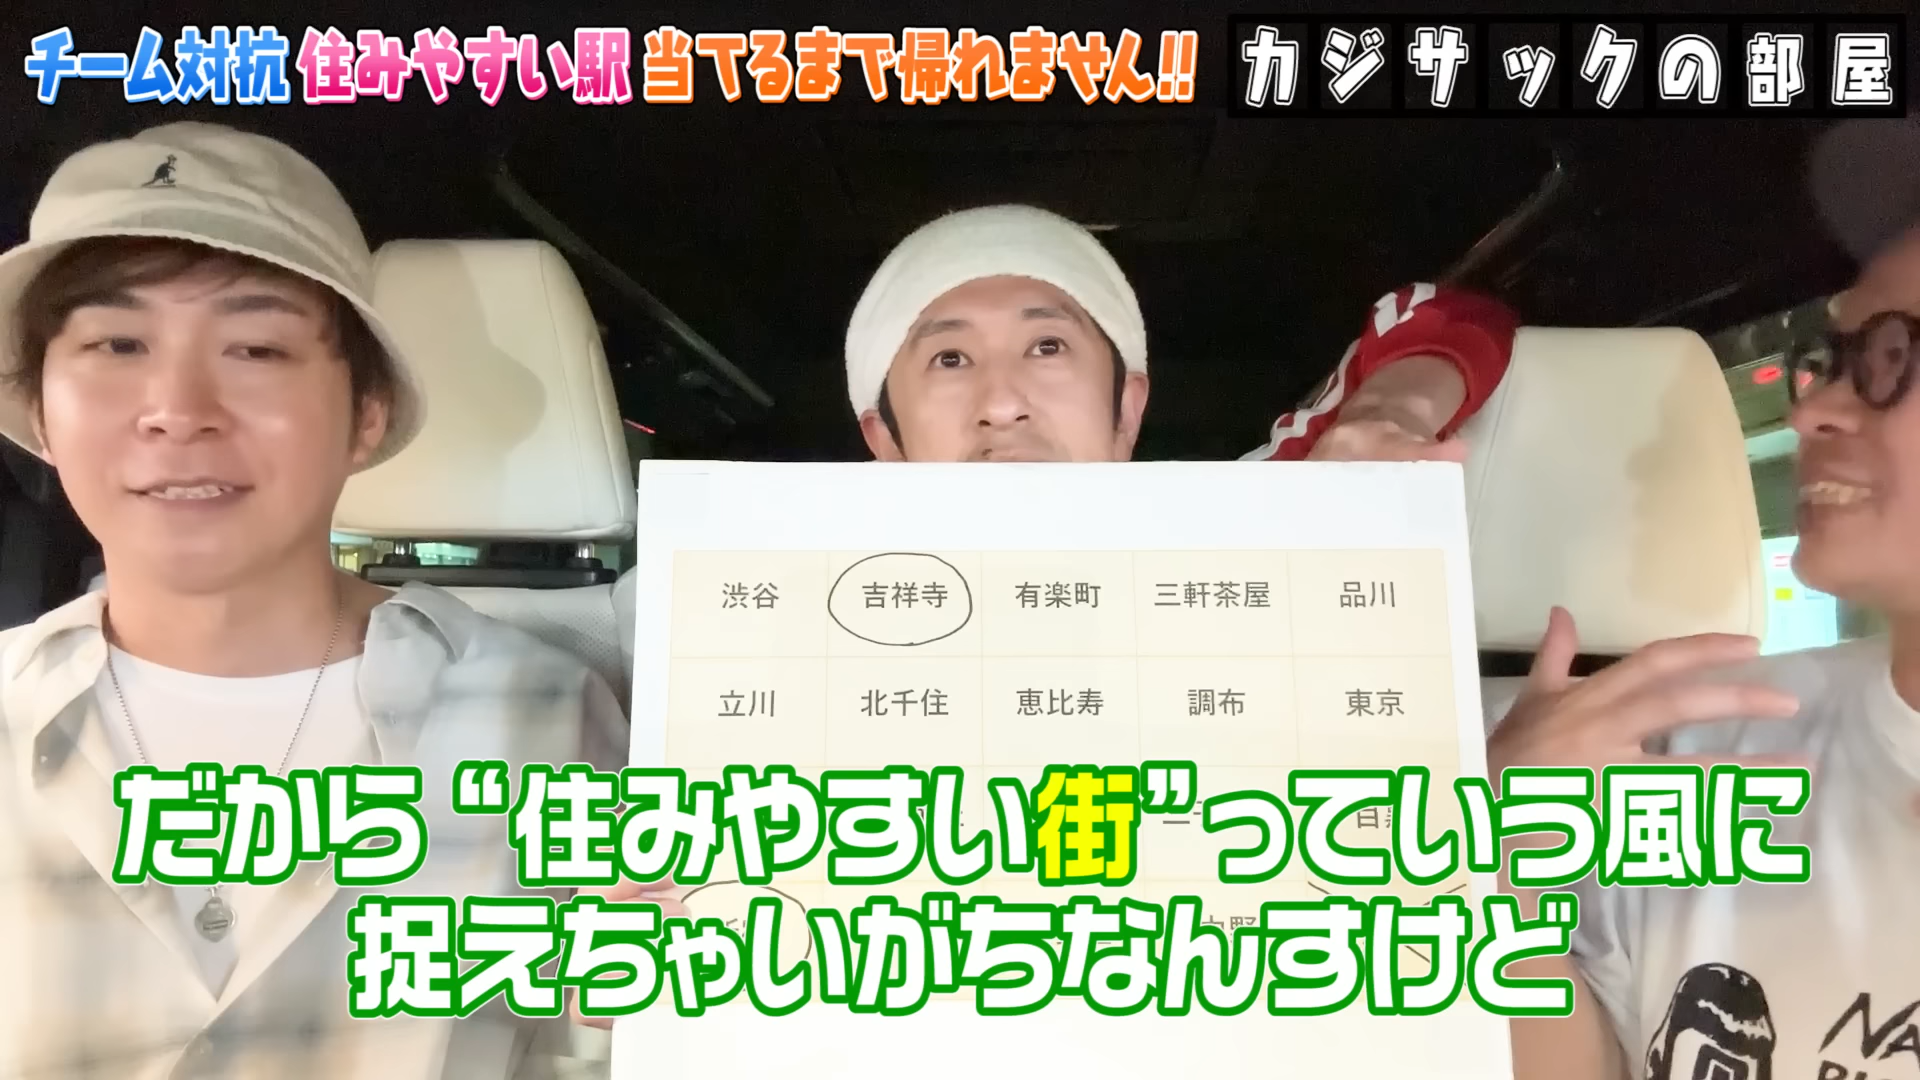 チーム対抗 住みやすい駅 当てるまで帰れません!! カジサックの部屋
渋谷 吉祥寺 有楽町 三軒茶屋 品川
立川 北千住 恵比寿 調布 東京
だから“住みやすい街”っていう風に
捉えちゃいがちなんすけど